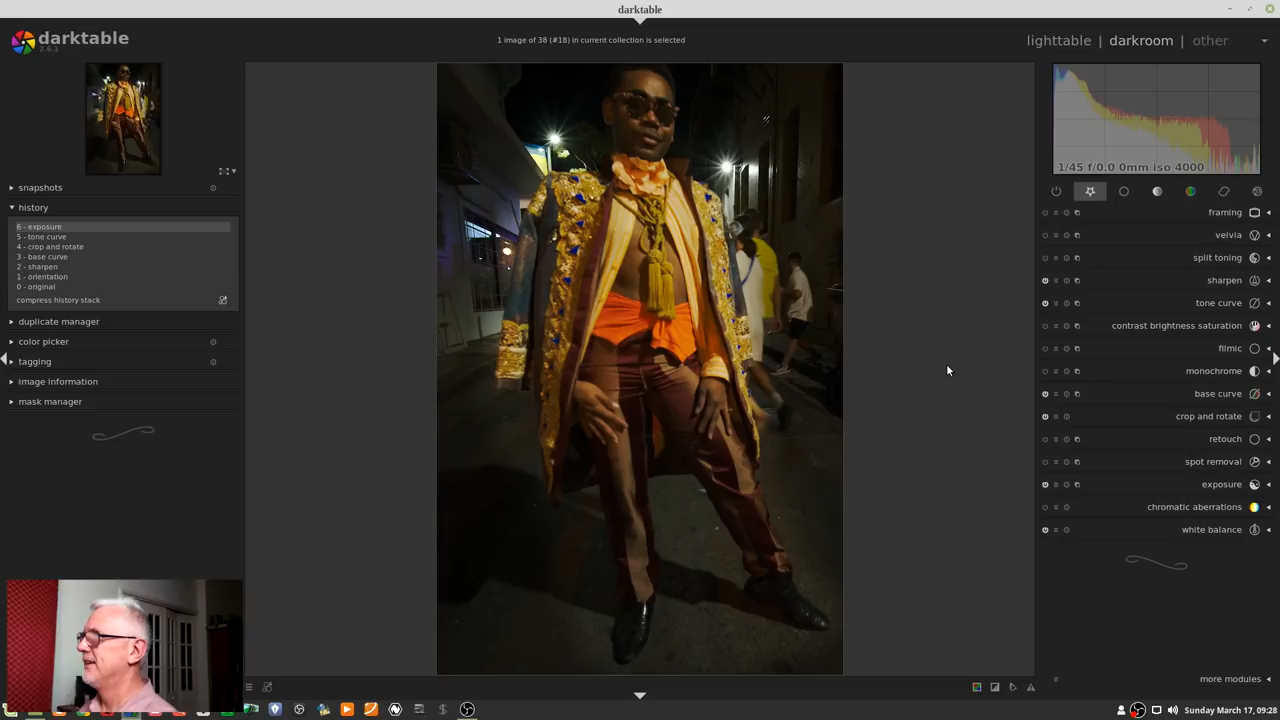 darktable
darktable
2.6.1
1 image of 38 (#18) in current collection is selected
lighttable | darkroom | other
1/45 f/0.0 0mm iso 4000
snapshots
history
6 - exposure
5 - tone curve
4 - crop and rotate
3 - base curve
2 - sharpen
1 - orientation
0 - original
compress history stack
duplicate manager
color picker
tagging
image information
mask manager
framing
velvia
split toning
sharpen
tone curve
contrast brightness saturation
filmic
monochrome
base curve
crop and rotate
retouch
spot removal
exposure
chromatic aberrations
white balance
more modules
Sunday March 17, 09:28